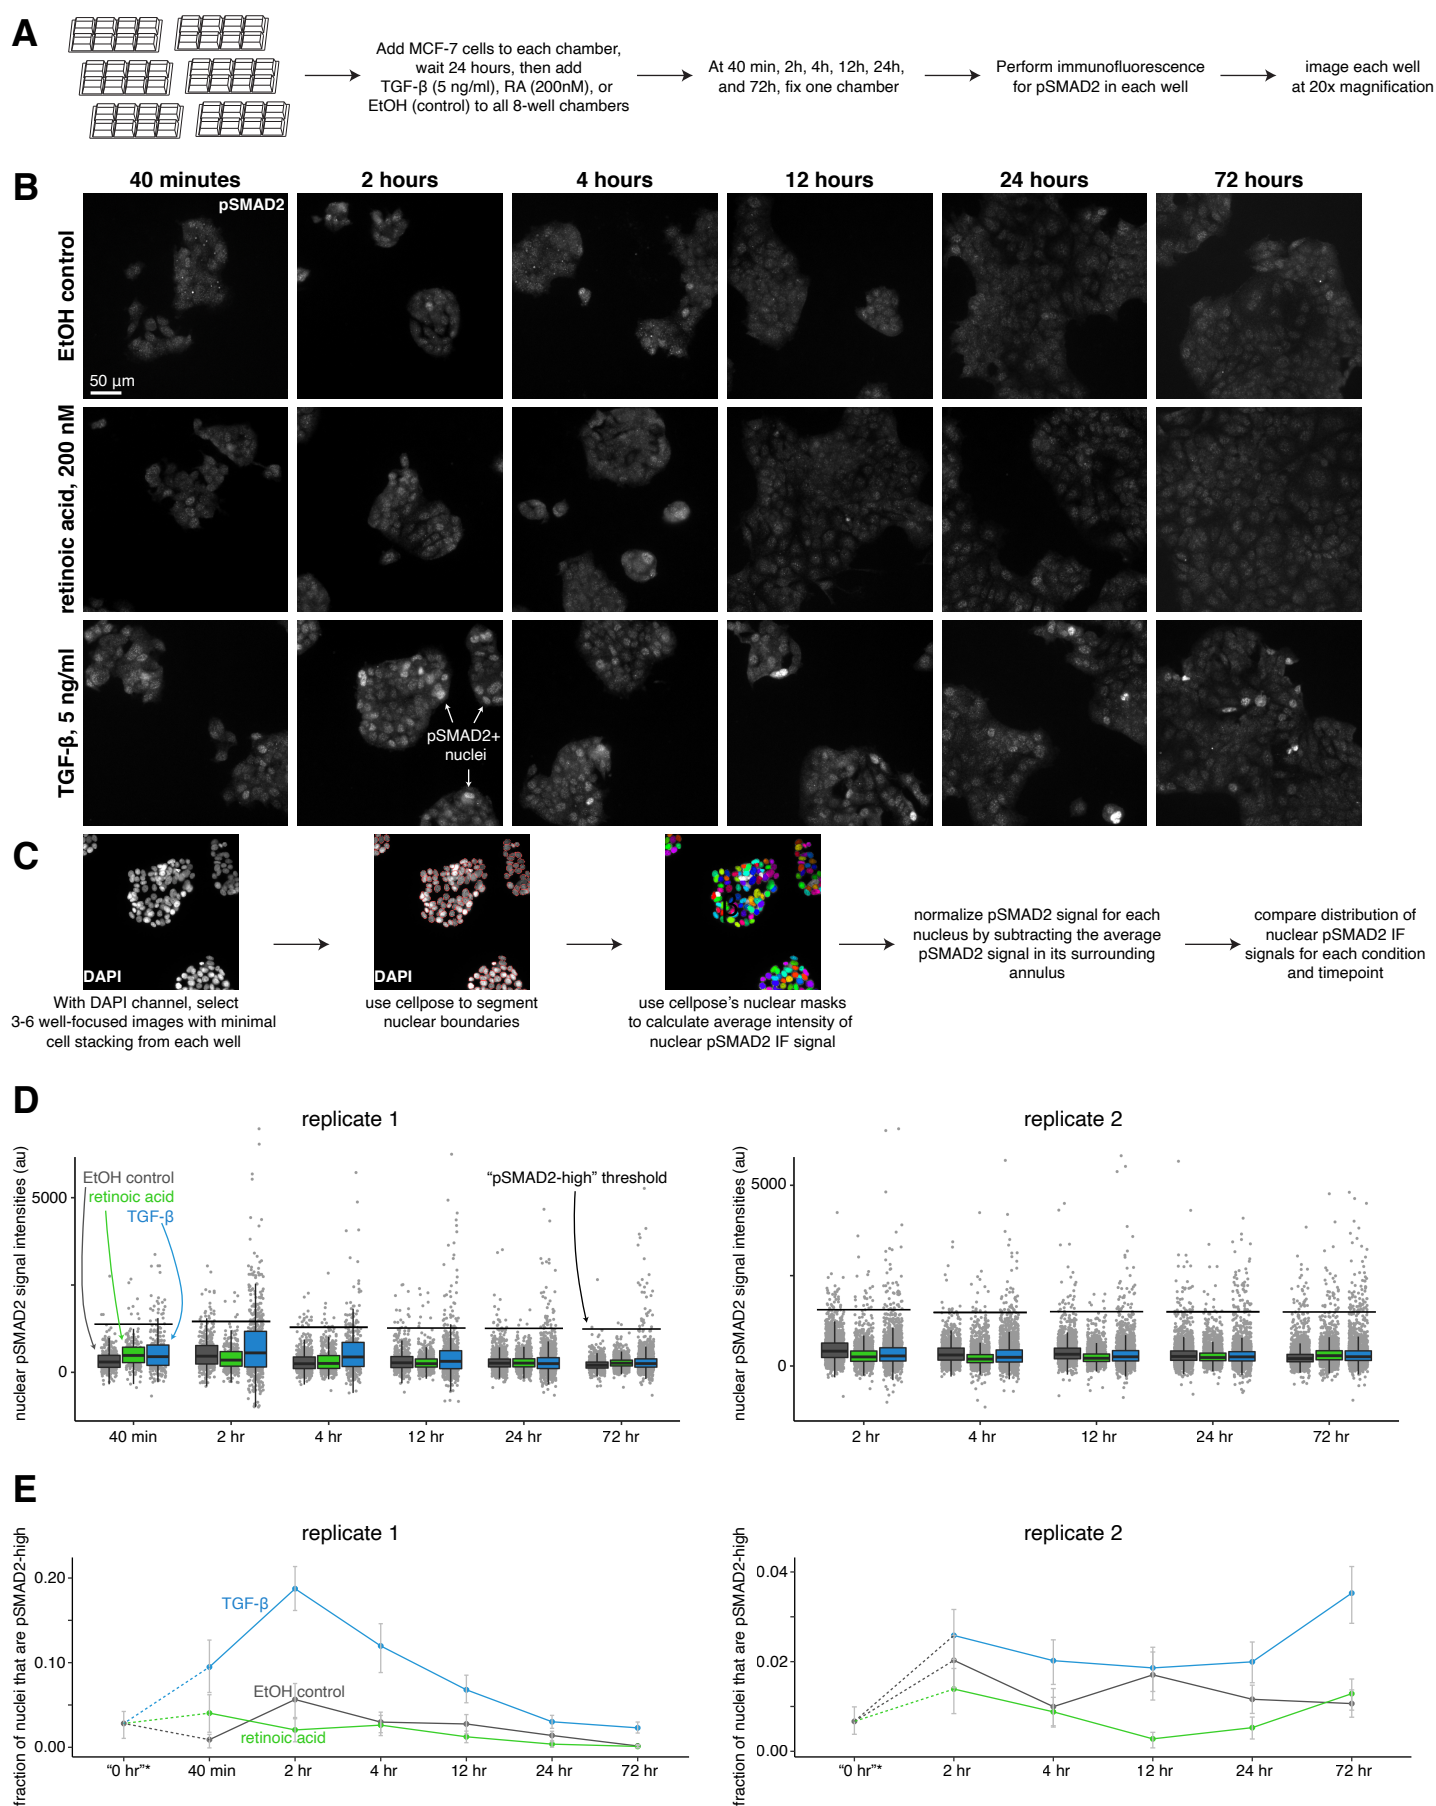 A
Add MCF-7 cells to each chamber,
wait 24 hours, then add
TGF-β (5 ng/ml), RA (200nM), or
EtOH (control) to all 8-well chambers
At 40 min, 2h, 4h, 12h, 24h,
and 72h, fix one chamber
Perform immunofluorescence
for pSMAD2 in each well
image each well
at 20x magnification
B
40 minutes
2 hours
4 hours
12 hours
24 hours
72 hours
EtOH control
pSMAD2
50 μm
retinoic acid, 200 nM
TGF-β, 5 ng/ml
pSMAD2+
nuclei
C
DAPI
With DAPI channel, select
3-6 well-focused images with minimal
cell stacking from each well
DAPI
use cellpose to segment
nuclear boundaries
use cellpose's nuclear masks
to calculate average intensity of
nuclear pSMAD2 IF signal
normalize pSMAD2 signal for each
nucleus by subtracting the average
pSMAD2 signal in its surrounding
annulus
compare distribution of
nuclear pSMAD2 IF
signals for each condition
and timepoint
D
replicate 1
nuclear pSMAD2 signal intensities (au)
5000
0
EtOH control
retinoic acid
TGF-β
“pSMAD2-high” threshold
40 min
2 hr
4 hr
12 hr
24 hr
72 hr
replicate 2
nuclear pSMAD2 signal intensities (au)
5000
0
2 hr
4 hr
12 hr
24 hr
72 hr
E
replicate 1
fraction of nuclei that are pSMAD2-high
0.20
0.10
0.00
TGF-β
EtOH control
retinoic acid
“0 hr”*
40 min
2 hr
4 hr
12 hr
24 hr
72 hr
replicate 2
fraction of nuclei that are pSMAD2-high
0.04
0.02
0.00
“0 hr”*
2 hr
4 hr
12 hr
24 hr
72 hr